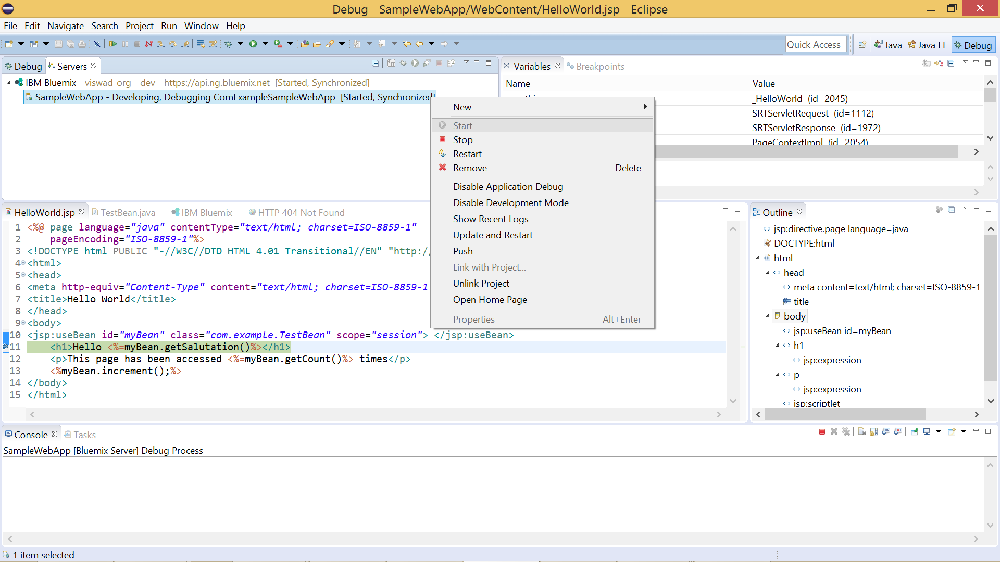 Debug - SampleWebApp/WebContent/HelloWorld.jsp - Eclipse
File Edit Navigate Search Project Run Window Help
Quick Access Java Java EE Debug
Debug Servers
IBM Bluemix - viswad_org - dev - https://api.ng.bluemix.net [Started, Synchronized]
SampleWebApp - Developing, Debugging ComExampleSampleWebApp [Started, Synchronized]
Variables Breakpoints
Name Value
_HelloWorld (id=2045)
SRTServletRequest (id=1112)
SRTServletResponse (id=1972)
PageContextImpl (id=2054)
New
Start
Stop
Restart
Remove Delete
Disable Application Debug
Disable Development Mode
Show Recent Logs
Update and Restart
Push
Link with Project...
Unlink Project
Open Home Page
Properties Alt+Enter
HelloWorld.jsp TestBean.java IBM Bluemix HTTP 404 Not Found
1 <%@ page language="java" contentType="text/html; charset=ISO-8859-1"
2 pageEncoding="ISO-8859-1"%>
3 <!DOCTYPE html PUBLIC "-//W3C//DTD HTML 4.01 Transitional//EN" "http:/
4 <html>
5 <head>
6 <meta http-equiv="Content-Type" content="text/html; charset=ISO-8859-1"
7 <title>Hello World</title>
8 </head>
9 <body>
10 <jsp:useBean id="myBean" class="com.example.TestBean" scope="session"> </jsp:useBean>
11 <h1>Hello <%=myBean.getSalutation()%></h1>
12 <p>This page has been accessed <%=myBean.getCount()%> times</p>
13 <%myBean.increment();%>
14 </body>
15 </html>
Outline
jsp:directive.page language=java
DOCTYPE:html
html
head
meta content=text/html; charset=ISO-8859-1
title
body
jsp:useBean id=myBean
h1
jsp:expression
p
jsp:expression
jsp:scriptlet
Console Tasks
SampleWebApp [Bluemix Server] Debug Process
1 item selected